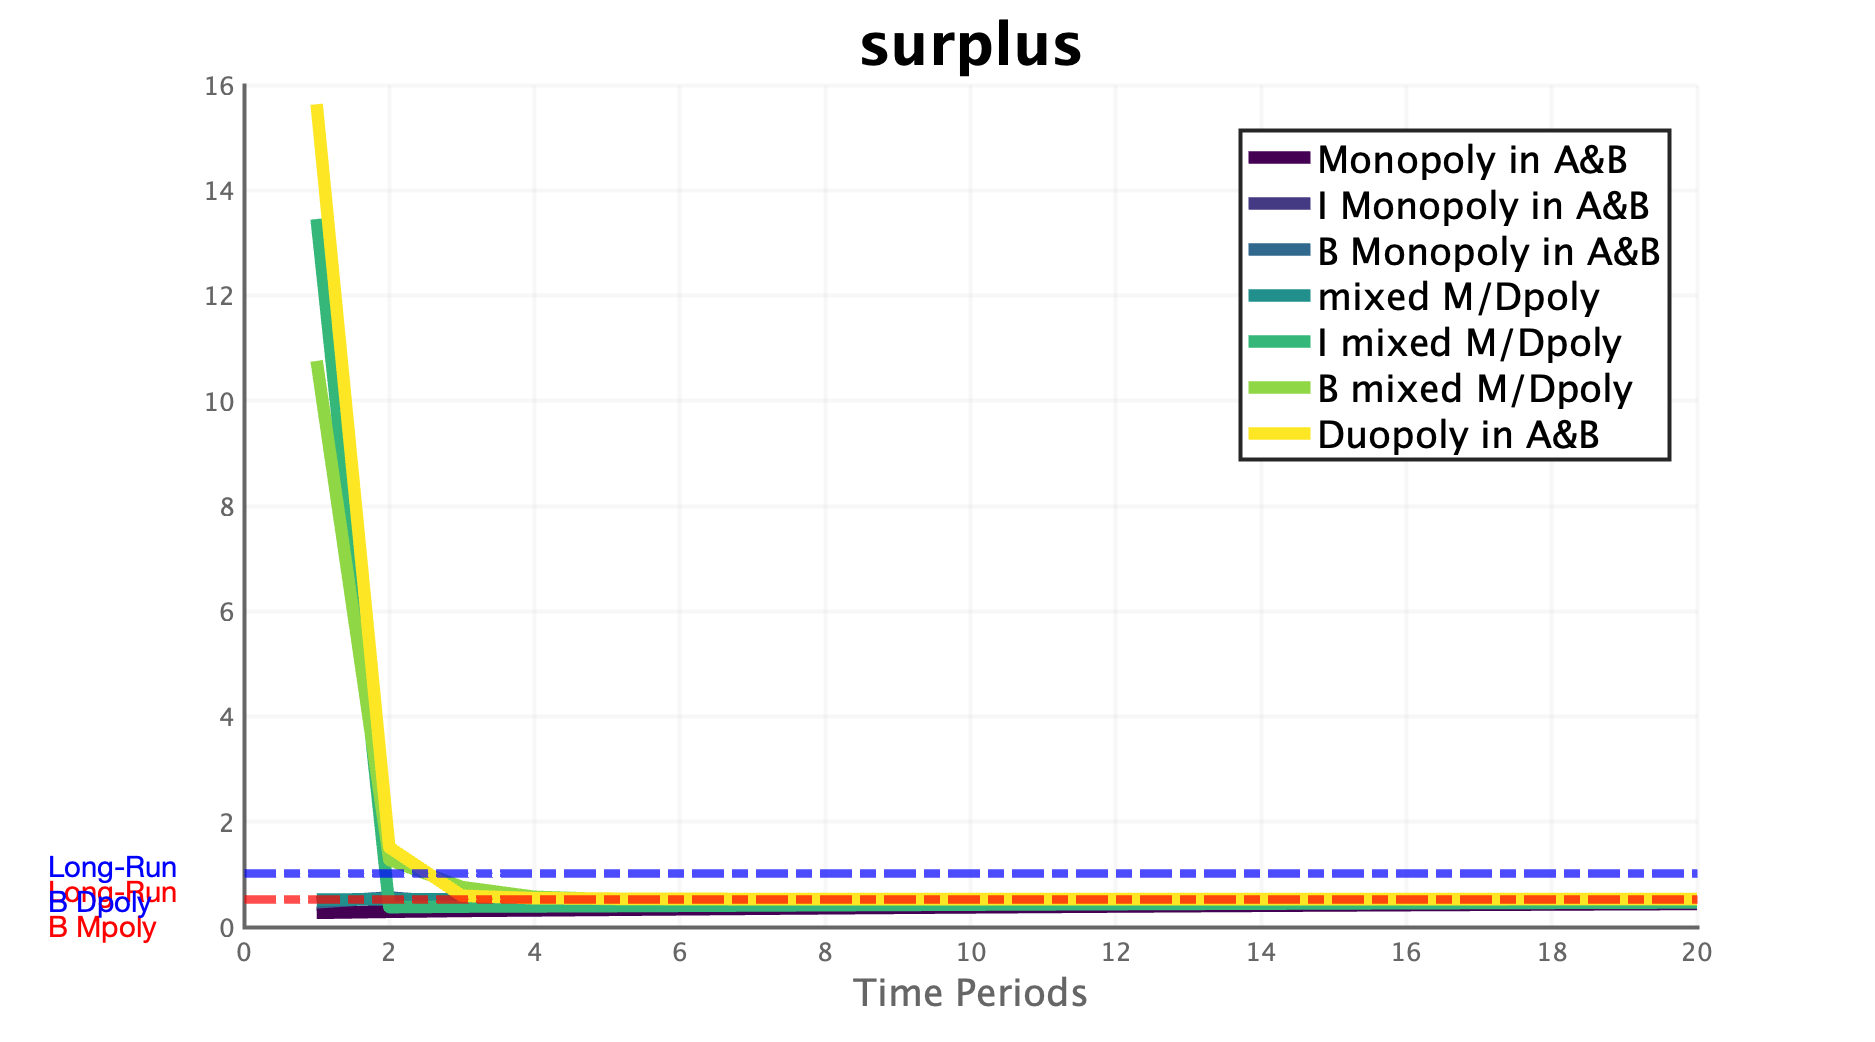 surplus
16
14
12
10
8
6
4
2
0
Monopoly in A&B
I Monopoly in A&B
B Monopoly in A&B
mixed M/Dpoly
I mixed M/Dpoly
B mixed M/Dpoly
Duopoly in A&B
Long-Run
B Dpoly
Long-Run
B Mpoly
0 2 4 6 8 10 12 14 16 18 20
Time Periods